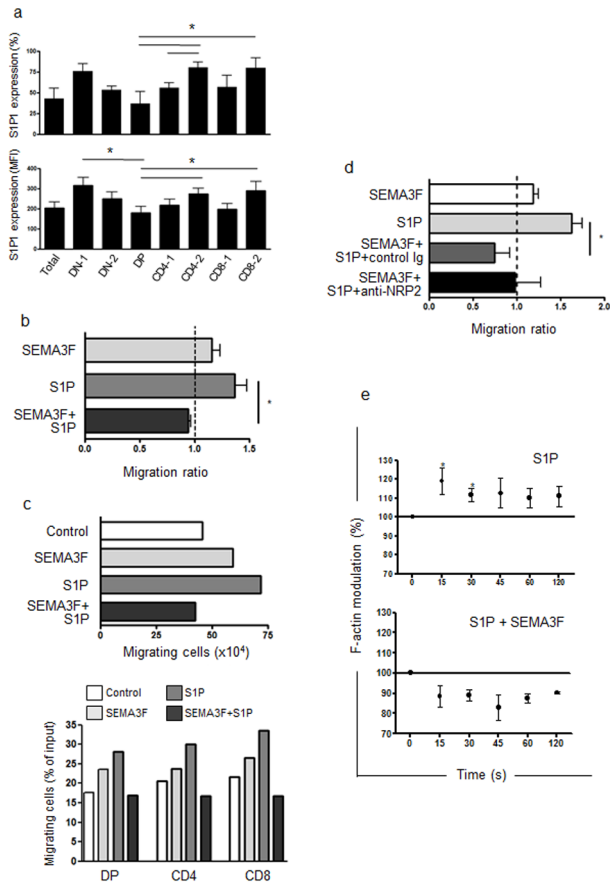 a
*
S1P1 expression (%)
100
75
50
25
0
*
*
S1P1 expression (MFI)
400
300
200
100
0
Total
DN-1
DN-2
DP
CD4-1
CD4-2
CD8-1
CD8-2
b
SEMA3F
S1P
SEMA3F+
S1P
*
0.0 0.5 1.0 1.5
Migration ratio
c
Control
SEMA3F
S1P
SEMA3F+
S1P
0 25 50 75
Migrating cells (x10⁴)
Control S1P
SEMA3F SEMA3F+S1P
Migrating cells (% of input)
35
30
25
20
15
10
5
0
DP CD4 CD8
d
SEMA3F
S1P
SEMA3F+
S1P+control Ig
SEMA3F+
S1P+anti-NRP2
*
0.0 0.5 1.0 1.5 2.0
Migration ratio
e
S1P
F-actin modulation (%)
130
120
110
100
90
80
70
* *
0 15 30 45 60 120
S1P + SEMA3F
130
120
110
100
90
80
70
0 15 30 45 60 120
Time (s)